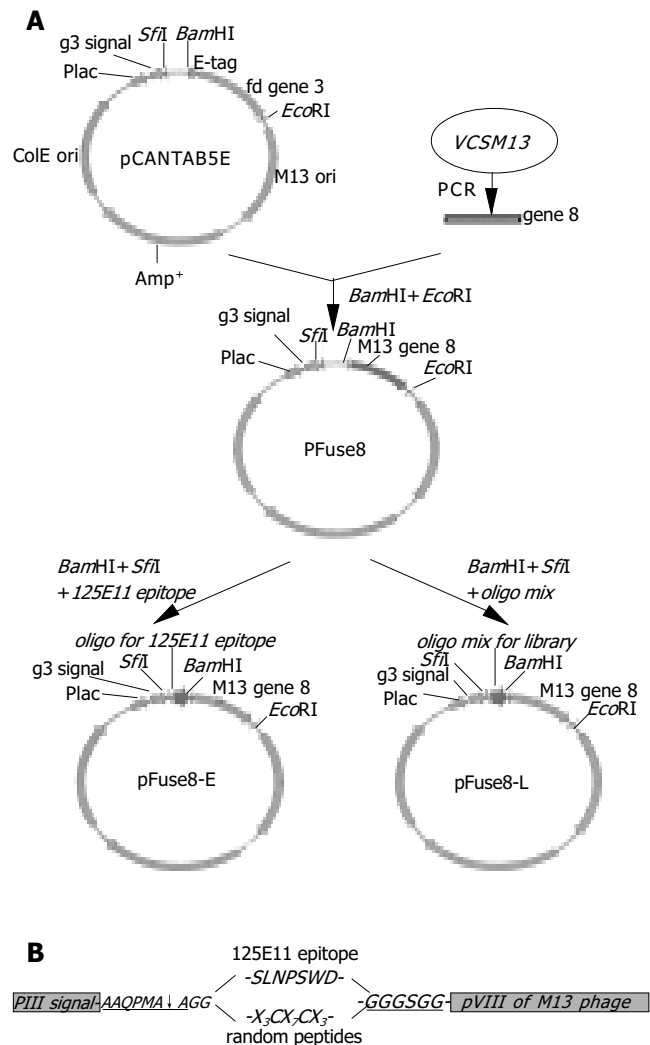 A
SfiI BamHI
g3 signal
E-tag
Plac
fd gene 3
EcoRI
ColE ori
pCANTAB5E
M13 ori
Amp+
VCSM13
PCR
gene 8
BamHI+EcoRI
g3 signal
SfiI BamHI
M13 gene 8
Plac
EcoRI
PFuse8
BamHI+SfiI
+125E11 epitope
BamHI+SfiI
+oligo mix
oligo for 125E11 epitope
SfiI
BamHI
g3 signal
Plac
M13 gene 8
EcoRI
pFuse8-E
oligo mix for library
SfiI
BamHI
g3 signal
Plac
M13 gene 8
EcoRI
pFuse8-L
B
125E11 epitope
-SLNPSWD-
PIII signal-AAQPMA↓AGG
-GGGSGG-pVIII of M13 phage
-X₃CX₇CX₃-
random peptides